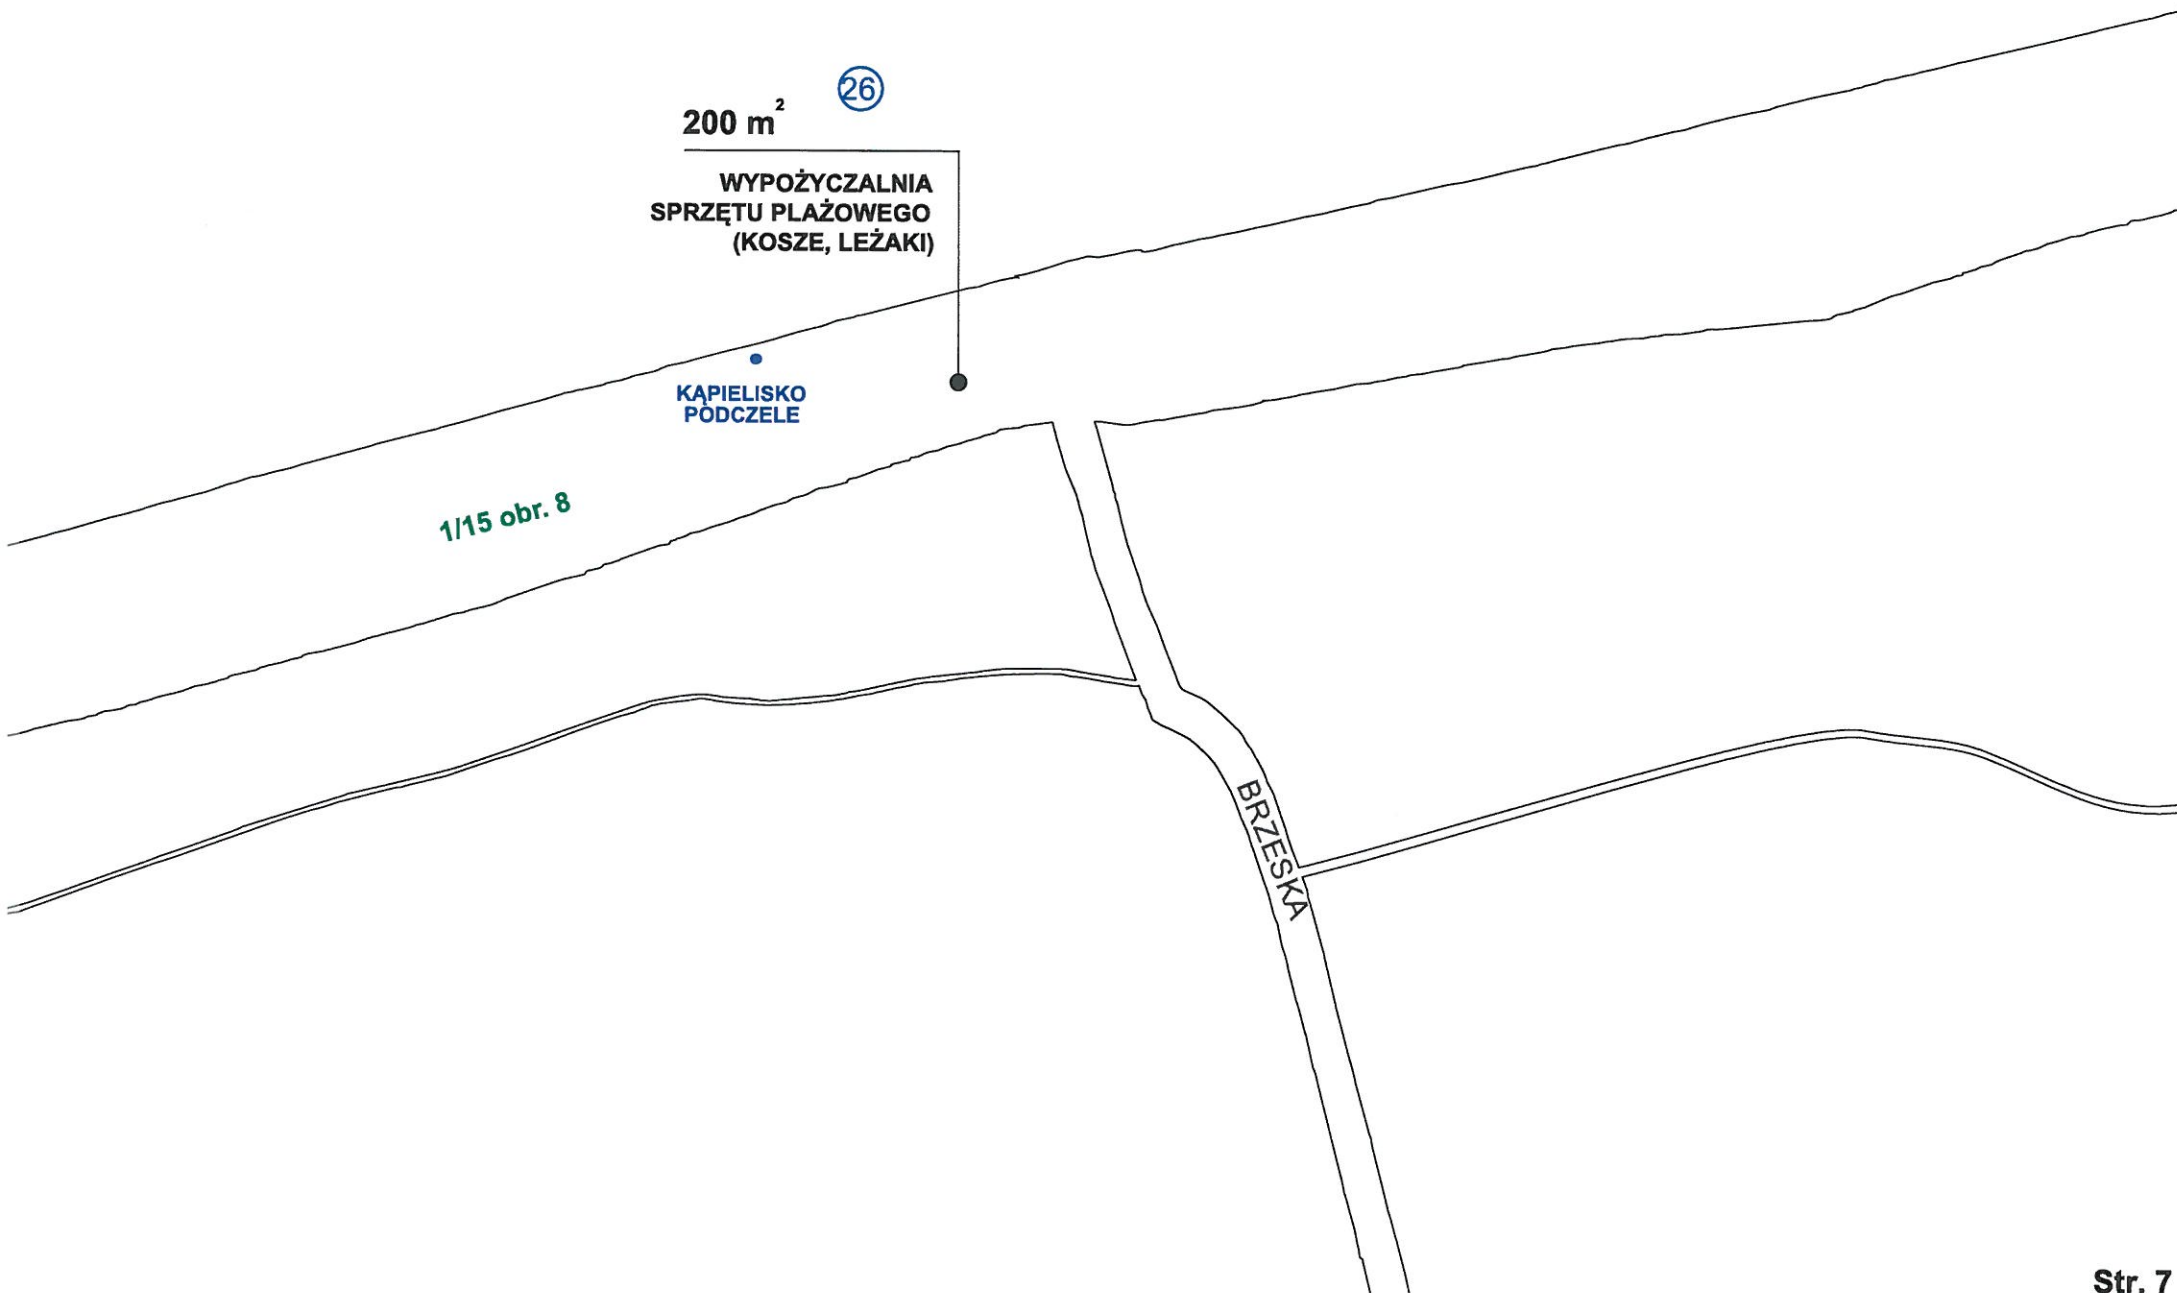 26
200 m²
WYPOŻYCZALNIA
SPRZĘTU PLAŻOWEGO
(KOSZE, LEŻAKI)
KĄPIELISKO
PODCZELE
1/15 obr. 8
BRZESKA
Str. 7